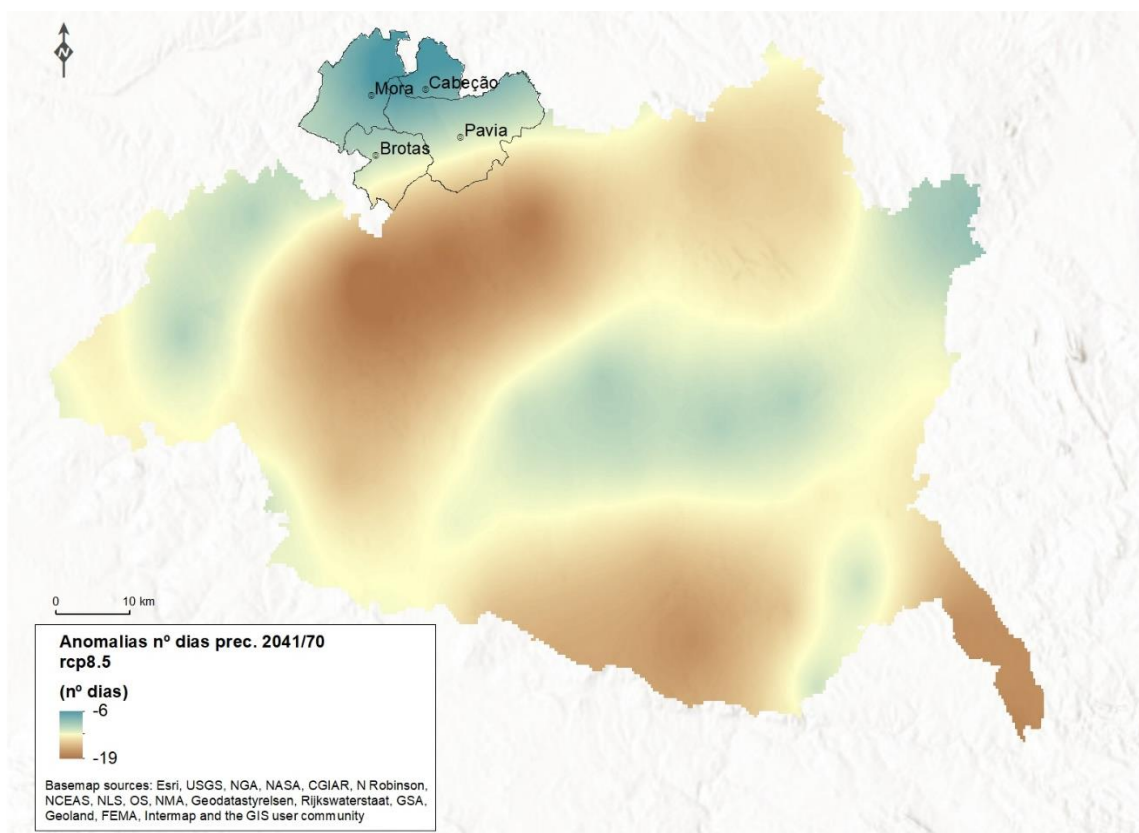 N
Mora
Cabeção
Pavia
Brotas
0 10 km
Anomalias nº dias prec. 2041/70
rcp8.5
(nº dias)
-6
-19
Basemap sources: Esri, USGS, NGA, NASA, CGIAR, N Robinson,
NCEAS, NLS, OS, NMA, Geodatastyrelsen, Rijkswaterstaat, GSA,
Geoland, FEMA, Intermap and the GIS user community